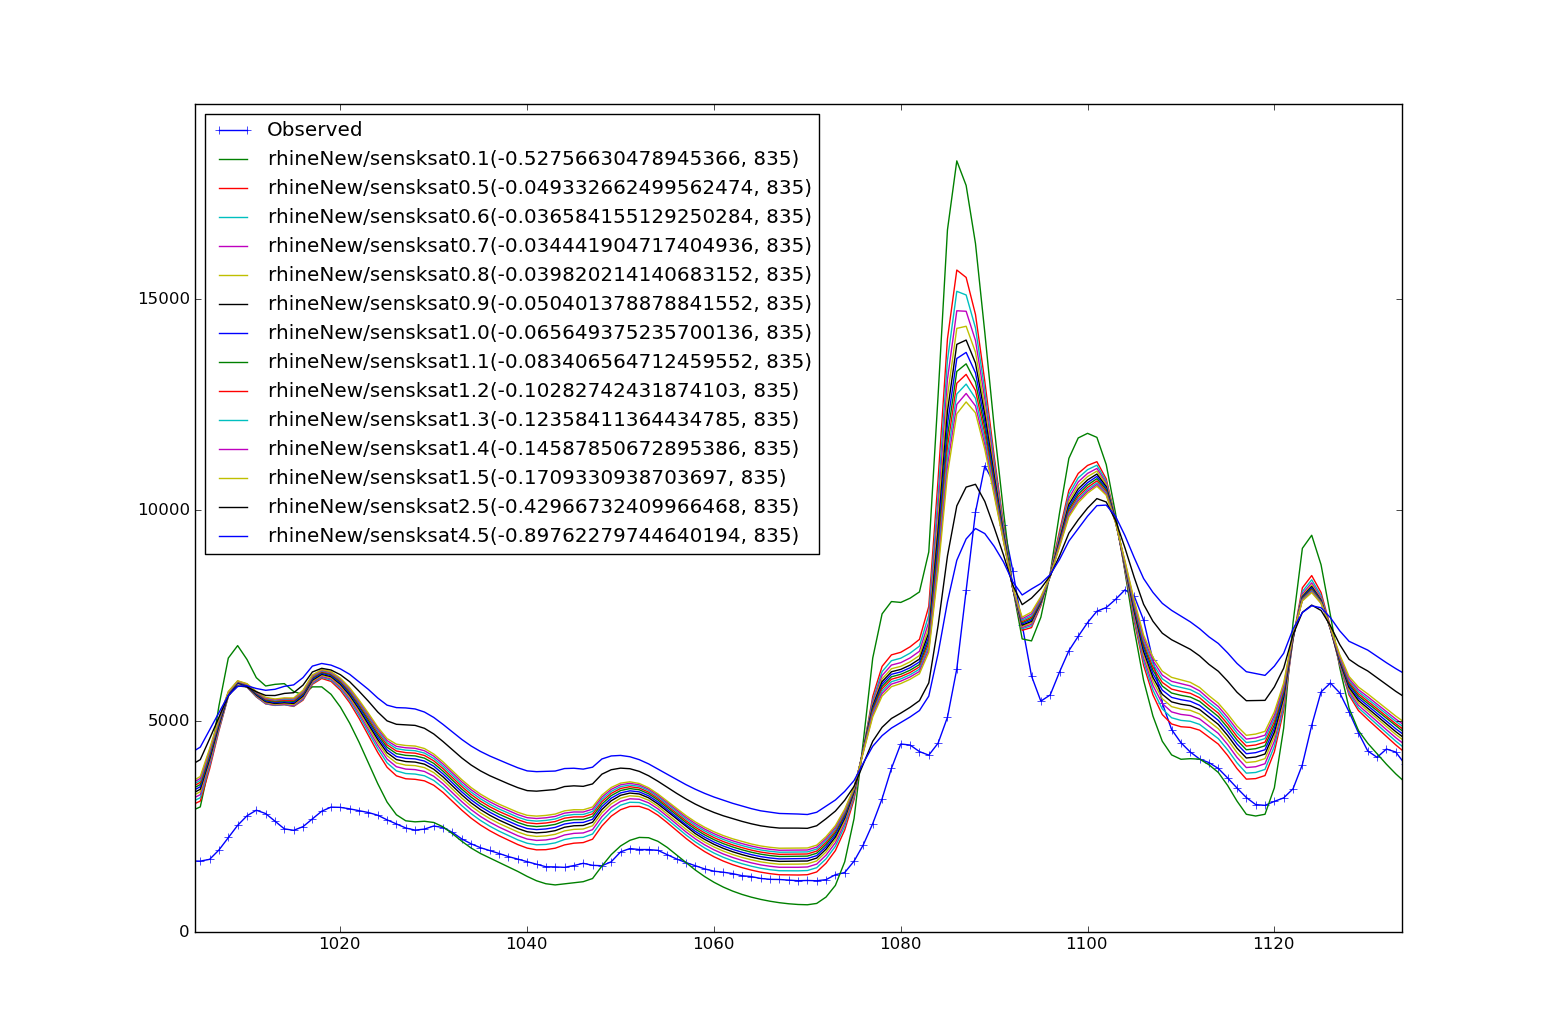 Observed
rhineNew/sensksat0.1(-0.52756630478945366, 835)
rhineNew/sensksat0.5(-0.049332662499562474, 835)
rhineNew/sensksat0.6(-0.036584155129250284, 835)
rhineNew/sensksat0.7(-0.034441904717404936, 835)
rhineNew/sensksat0.8(-0.039820214140683152, 835)
rhineNew/sensksat0.9(-0.050401378878841552, 835)
rhineNew/sensksat1.0(-0.065649375235700136, 835)
rhineNew/sensksat1.1(-0.083406564712459552, 835)
rhineNew/sensksat1.2(-0.10282742431874103, 835)
rhineNew/sensksat1.3(-0.12358411364434785, 835)
rhineNew/sensksat1.4(-0.14587850672895386, 835)
rhineNew/sensksat1.5(-0.1709330938703697, 835)
rhineNew/sensksat2.5(-0.42966732409966468, 835)
rhineNew/sensksat4.5(-0.89762279744640194, 835)
15000
10000
5000
0
1020 1040 1060 1080 1100 1120